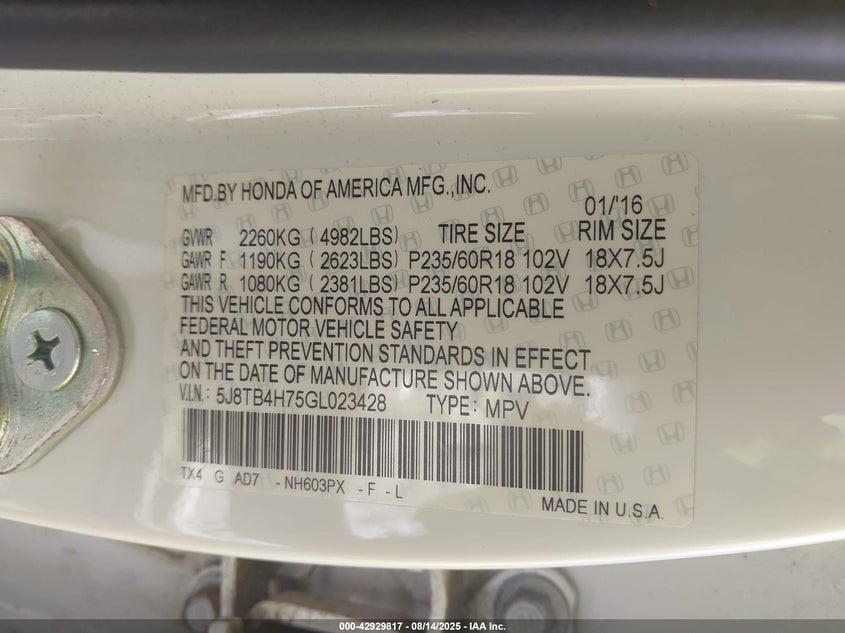 MFD.BY HONDA OF AMERICA MFG.,INC.
01/'16
GVWR 2260KG (4982LBS) TIRE SIZE RIM SIZE
GAWR F 1190KG (2623LBS) P235/60R18 102V 18X7.5J
GAWR R 1080KG (2381LBS) P235/60R18 102V 18X7.5J
THIS VEHICLE CONFORMS TO ALL APPLICABLE
FEDERAL MOTOR VEHICLE SAFETY
AND THEFT PREVENTION STANDARDS IN EFFECT
ON THE DATE OF MANUFACTURE SHOWN ABOVE.
V.I.N.: 5J8TB4H75GL023428 TYPE: MPV
TX4 G AD7 -NH603PX -F-L
MADE IN U.S.A.
000-42929817 - 08/14/2025 - IAA Inc.